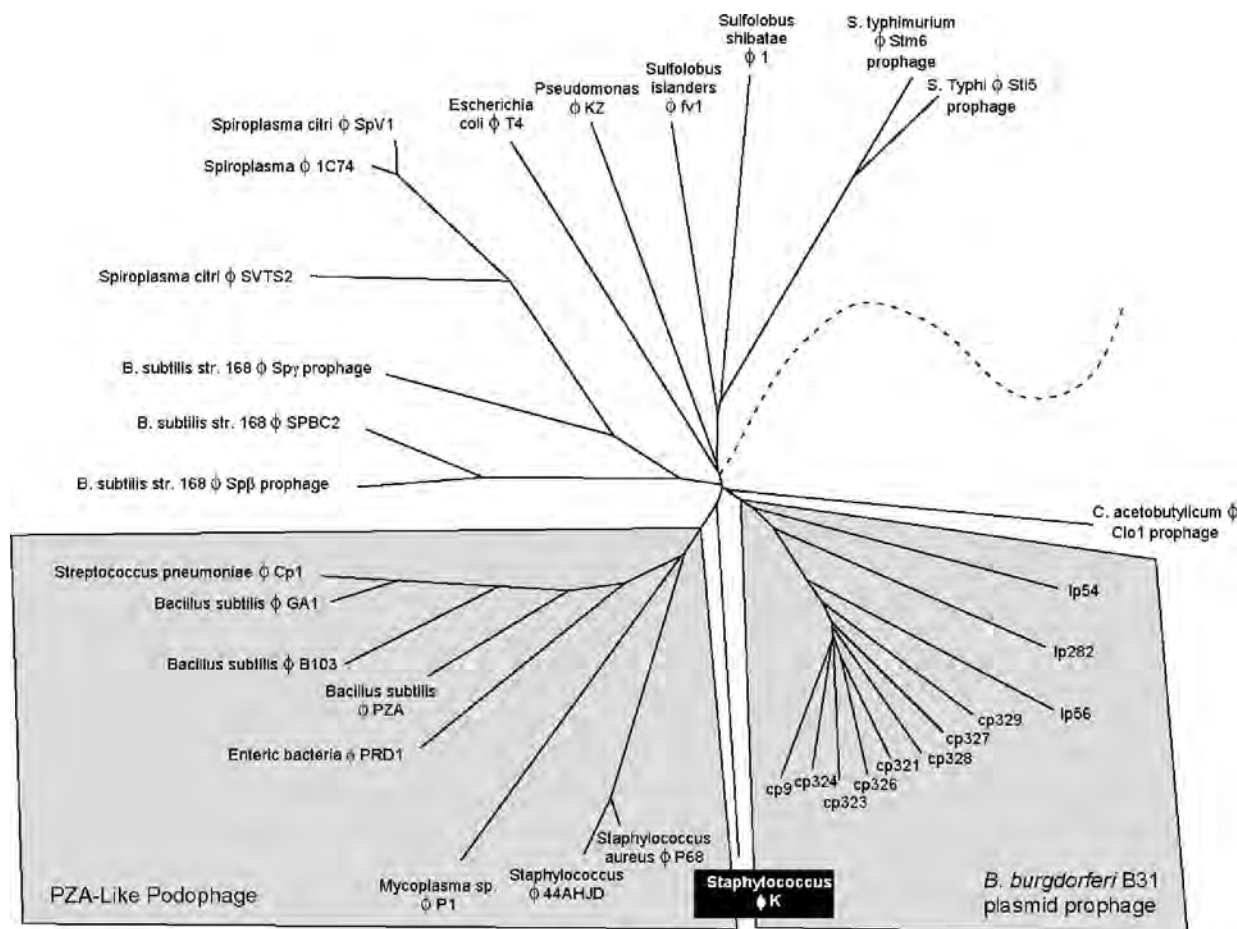 Sulfolobus
shibatae
ϕ 1
S. typhimurium
ϕ Stm6
prophage
Sulfolobus
islanders
ϕ fv1
S. Typhi ϕ Sti5
prophage
Pseudomonas
ϕ KZ
Escherichia
coli ϕ T4
Spiroplasma citri ϕ SpV1
Spiroplasma ϕ 1C74
Spiroplasma citri ϕ SVTS2
B. subtilis str. 168 ϕ Spγ prophage
B. subtilis str. 168 ϕ SPBC2
B. subtilis str. 168 ϕ Spβ prophage
C. acetobutylicum ϕ
Clo1 prophage
Streptococcus pneumoniae ϕ Cp1
Bacillus subtilis ϕ GA1
Bacillus subtilis ϕ B103
Bacillus subtilis
ϕ PZA
Enteric bacteria ϕ PRD1
Mycoplasma sp.
ϕ P1
Staphylococcus
ϕ 44AHJD
Staphylococcus
aureus ϕ P68
PZA-Like Podophage
Staphylococcus
ϕ K
lp54
lp282
lp56
cp329
cp327
cp328
cp321
cp326
cp323
cp324
cp9
B. burgdorferi B31
plasmid prophage